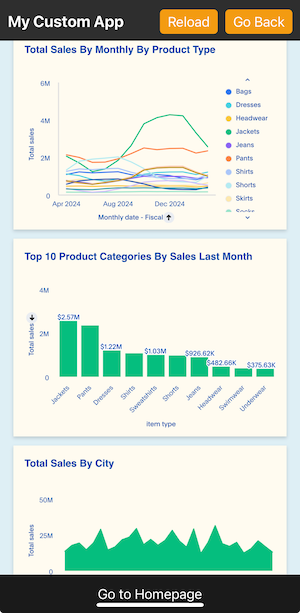 My Custom App
Reload
Go Back
Total Sales By Monthly By Product Type
6M
4M
2M
0
Total sales
Apr 2024
Aug 2024
Dec 2024
Monthly date - Fiscal
Bags
Dresses
Headwear
Jackets
Jeans
Pants
Shirts
Shorts
Skirts
Socks
Top 10 Product Categories By Sales Last Month
4M
2M
0
Total sales
$2.57M
$1.22M
$1.03M
$926.62K
$482.66K
$375.63K
Jackets
Pants
Dresses
Shirts
Sweatshirts
Shorts
Jeans
Headwear
Swimwear
Underwear
Item type
Total Sales By City
50M
25M
0
Total sales
Go to Homepage